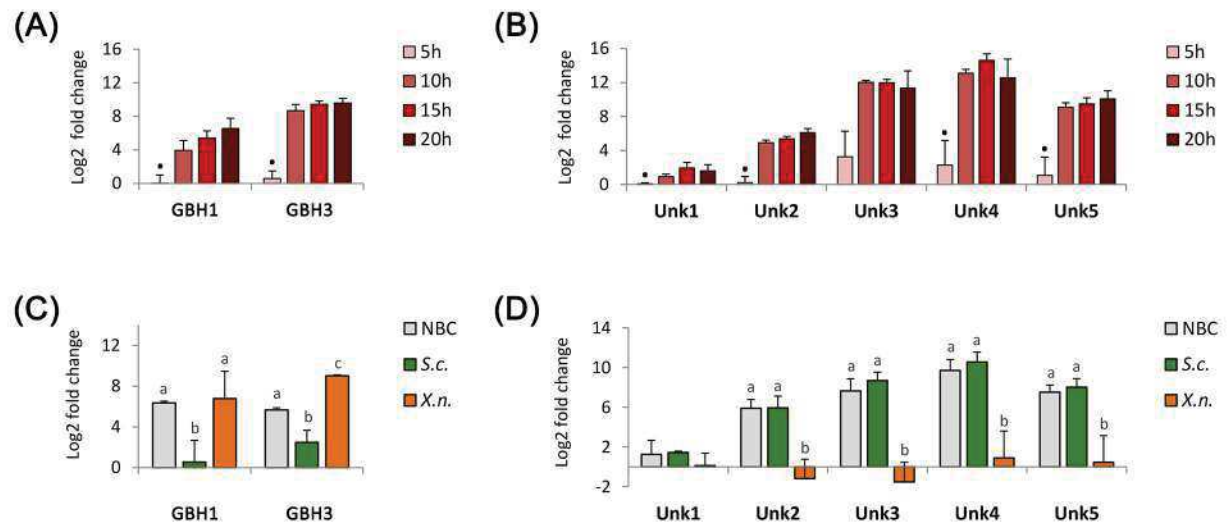 (A)
Log2 fold change
16
12
8
4
0
GBH1 GBH3
5h
10h
15h
20h
(B)
Log2 fold change
16
12
8
4
0
Unk1 Unk2 Unk3 Unk4 Unk5
5h
10h
15h
20h
(C)
Log2 fold change
12
8
4
0
a b a a b c
GBH1 GBH3
NBC
S.c.
X.n.
(D)
Log2 fold change
14
10
6
2
-2
a a b a a b a a b a a b
Unk1 Unk2 Unk3 Unk4 Unk5
NBC
S.c.
X.n.